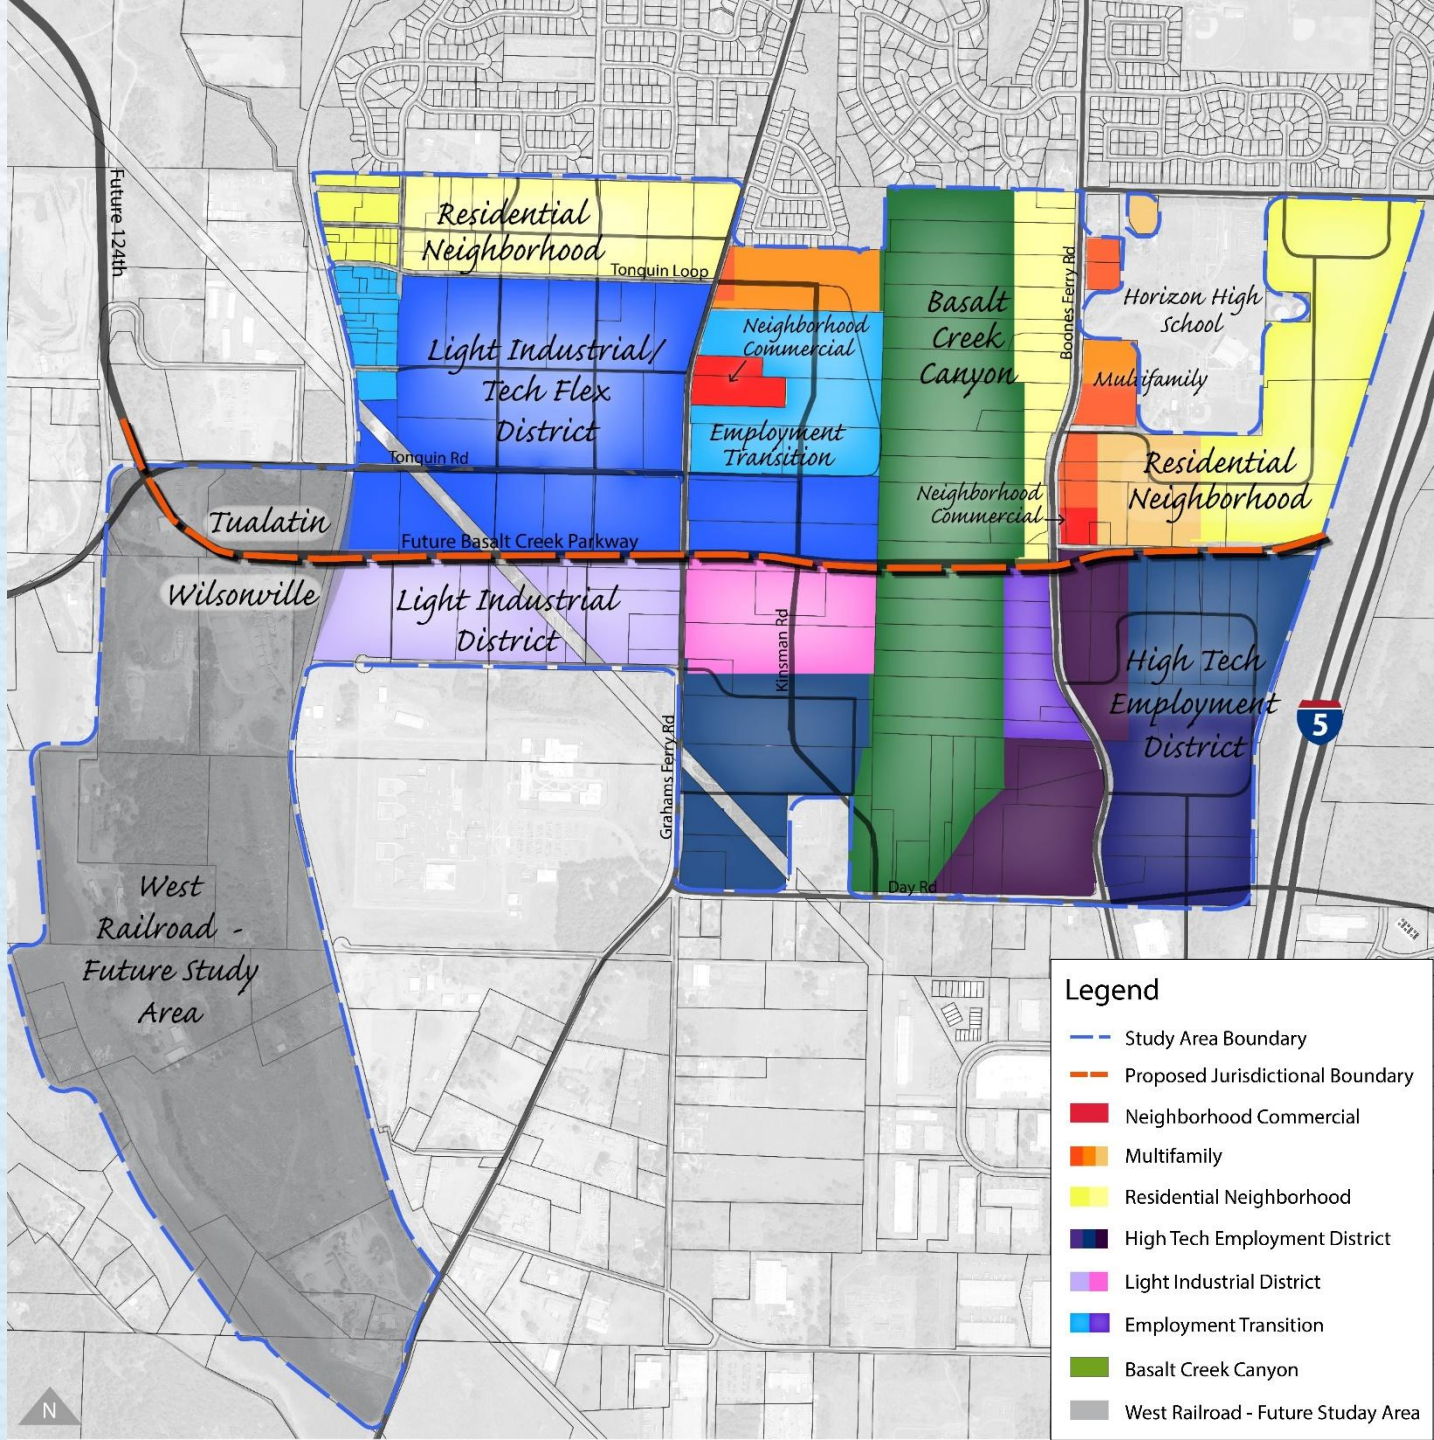 Future 124th
Residential
Neighborhood
Tonquin Loop
Light Industrial/
Tech Flex
District
Tonquin Rd
Neighborhood
Commercial
Employment
Transition
Basalt
Creek
Canyon
Boones Ferry Rd
Horizon High
School
Multifamily
Neighborhood
Commercial
Residential
Neighborhood
Tualatin
Future Basalt Creek Parkway
Wilsonville
Light Industrial
District
Kinsman Rd
Grahams Ferry Rd
High Tech
Employment
District
5
Day Rd
West
Railroad -
Future Study
Area
Legend
Study Area Boundary
Proposed Jurisdictional Boundary
Neighborhood Commercial
Multifamily
Residential Neighborhood
High Tech Employment District
Light Industrial District
Employment Transition
Basalt Creek Canyon
West Railroad - Future Studay Area
N